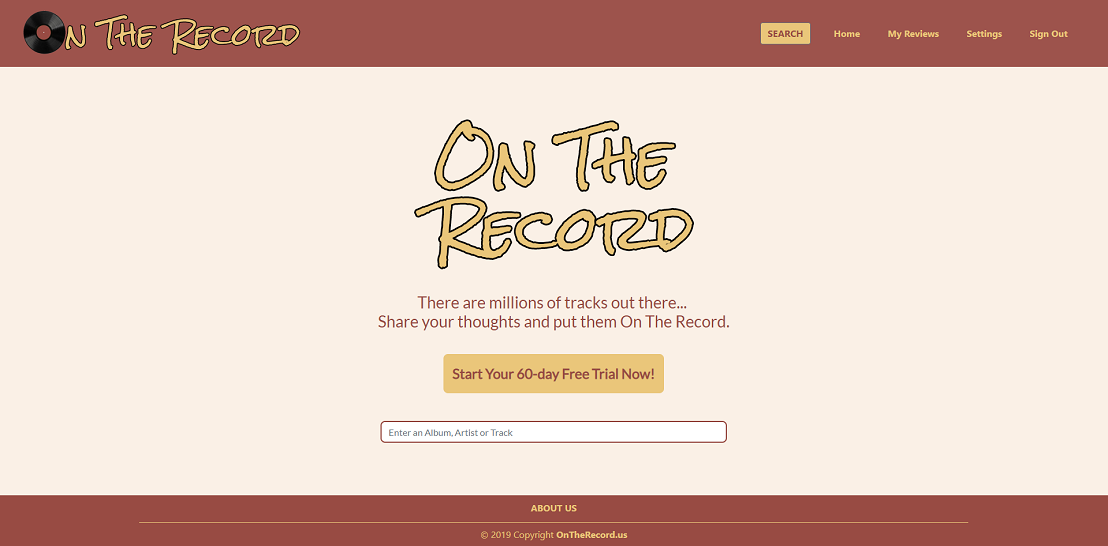 On The Record
SEARCH
Home
My Reviews
Settings
Sign Out
On The
Record
There are millions of tracks out there...
Share your thoughts and put them On The Record.
Start Your 60-day Free Trial Now!
Enter an Album, Artist or Track
ABOUT US
© 2019 Copyright OnTheRecord.us